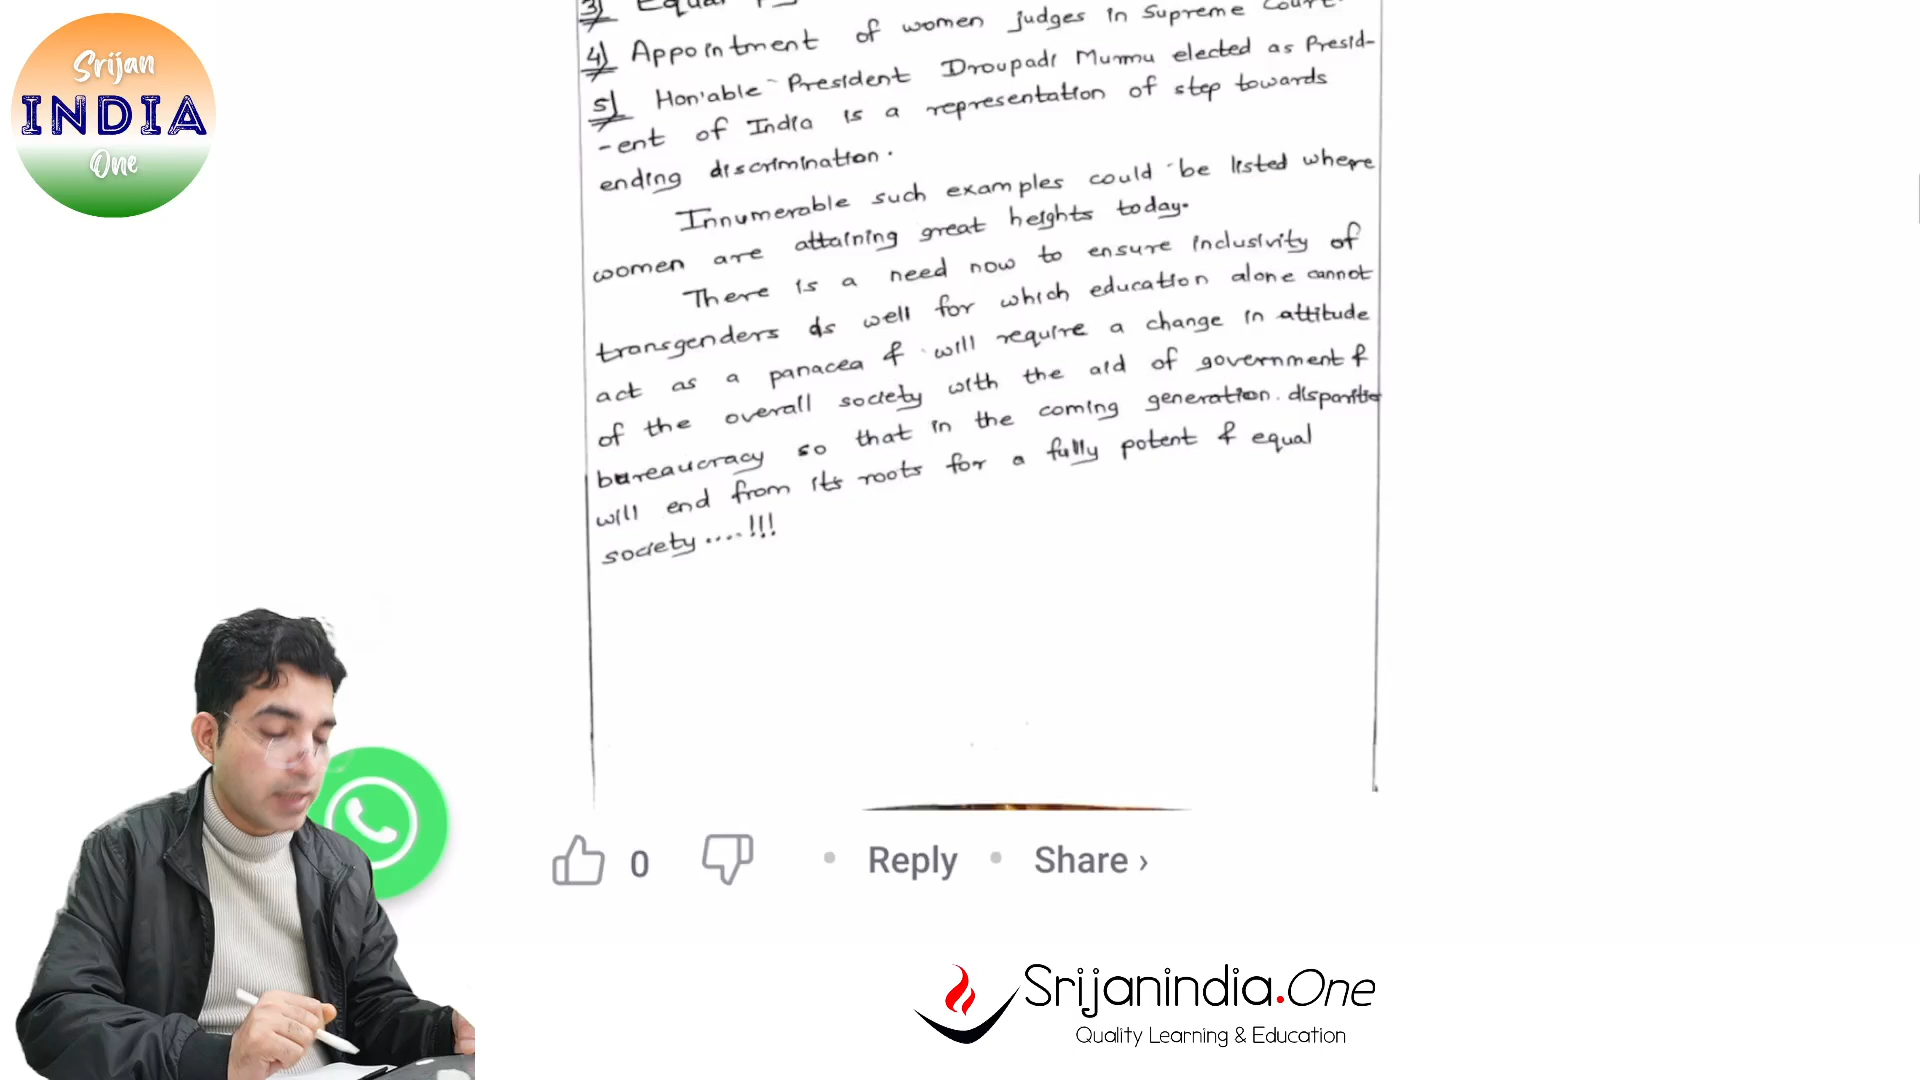 Srijan
INDIA
One
3) Equal
4) Appointment of women judges in Supreme Court.
5) Hon'able - President Droupadi Murmu elected as Presid-
-ent of India is a representation of step towards
ending discrimination.
Innumerable such examples could be listed where
women are attaining great heights today.
There is a need now to ensure inclusivity of
transgenders as well for which education alone cannot
act as a panacea & will require a change in attitude
of the overall society with the aid of government &
bureaucracy so that in the coming generation disparities
will end from its roots for a fully potent & equal
society....!!!
0 • Reply • Share ›
Srijanindia.One
Quality Learning & Education